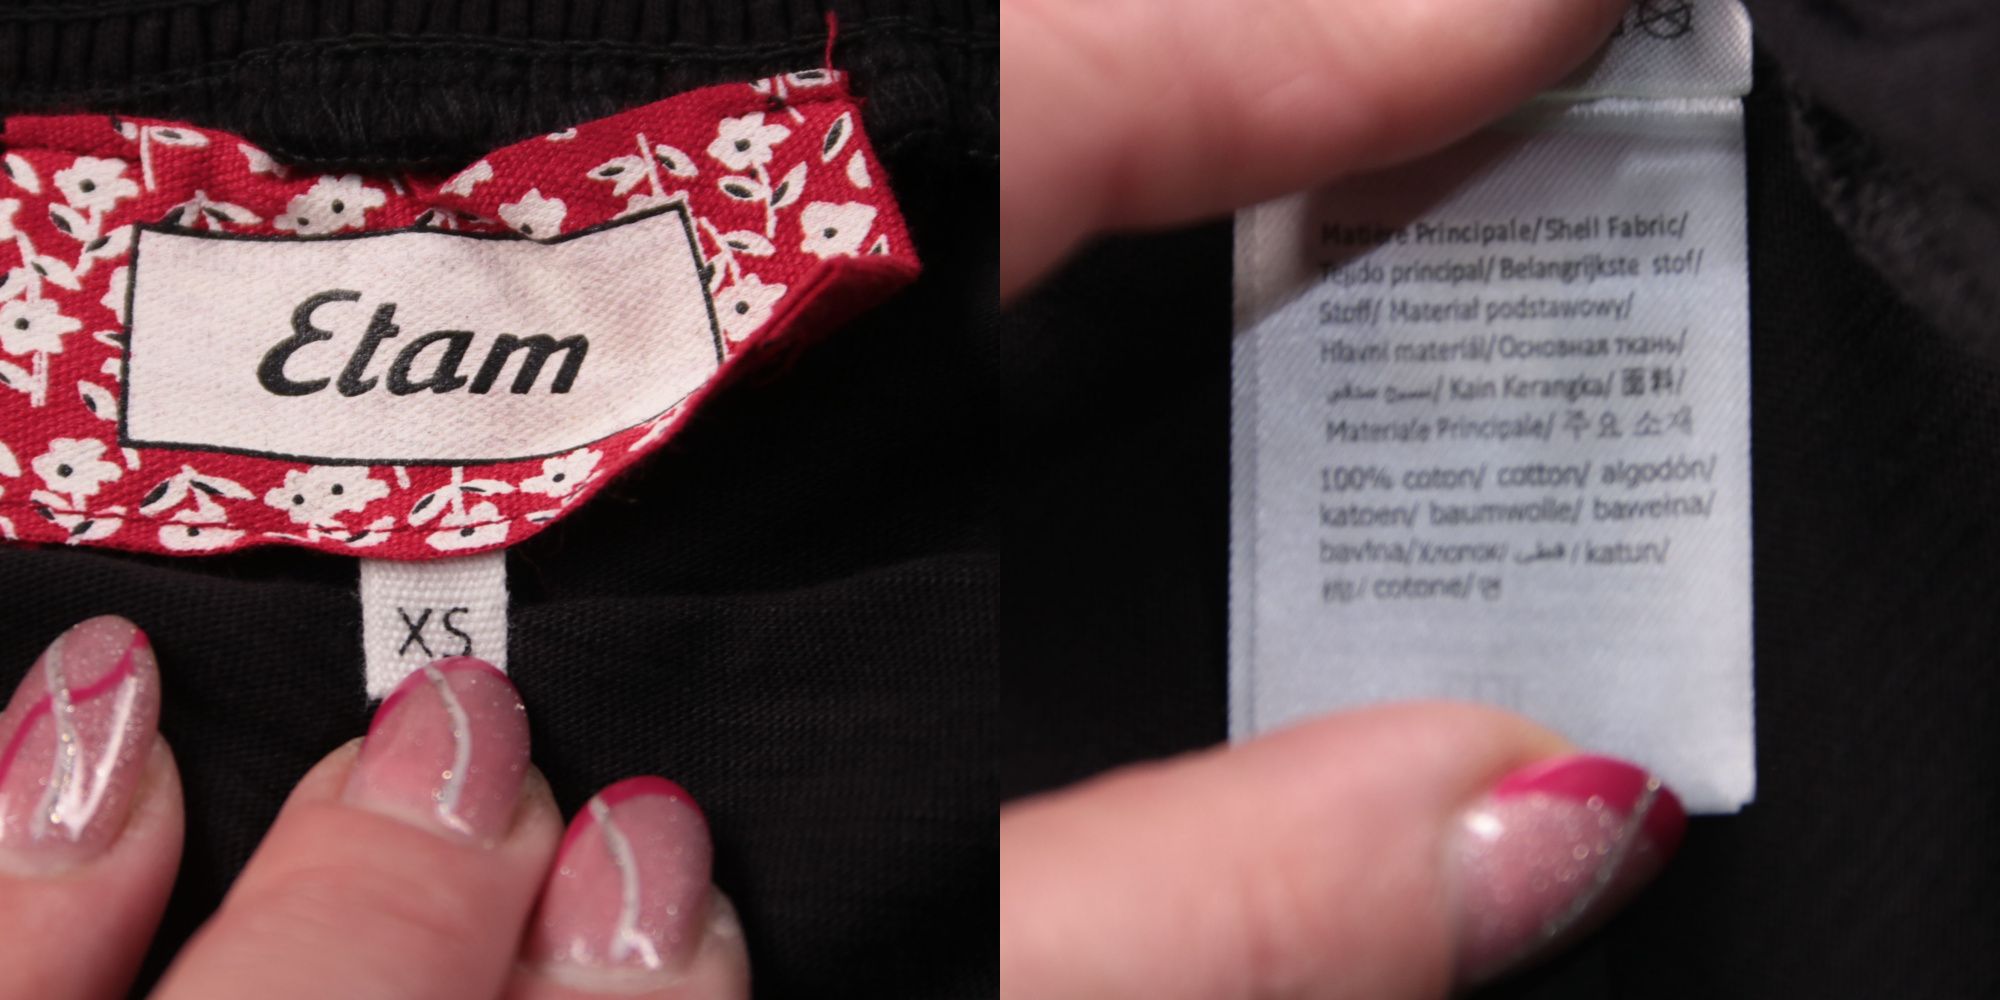 Etam
XS
Matière Principale/Shell Fabric/
Tejido principal/Belangrijkste stof/
Stoff/ Materiał podstawowy/
Hlavní materiál/Основная ткань/
/ Kain Kerangka/ 面料/
Materiale Principale/ 주요 소재
100% coton/ cotton/ algodón/
katoen/ baumwolle/ bawełna/
bavlna/Хлопок/ قطن / katun/
棉/ cotone/ 면